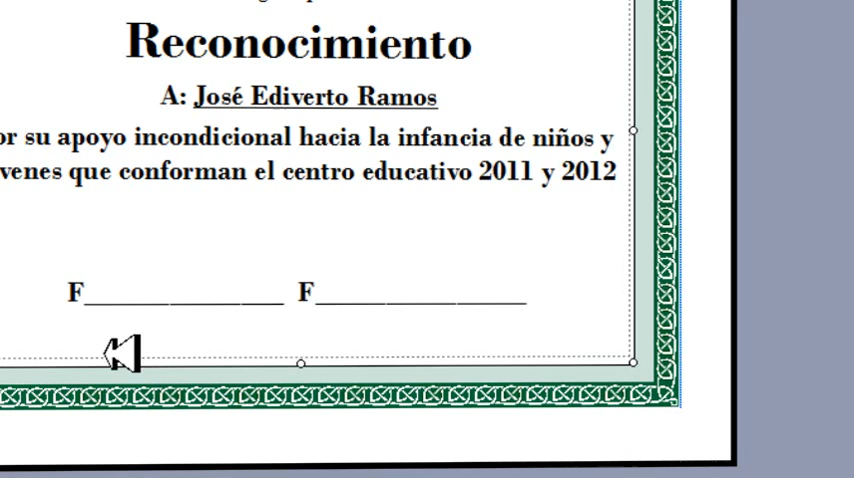 Reconocimiento
A: José Ediverto Ramos
or su apoyo incondicional hacia la infancia de niños y
venes que conforman el centro educativo 2011 y 2012
F______________ F_______________